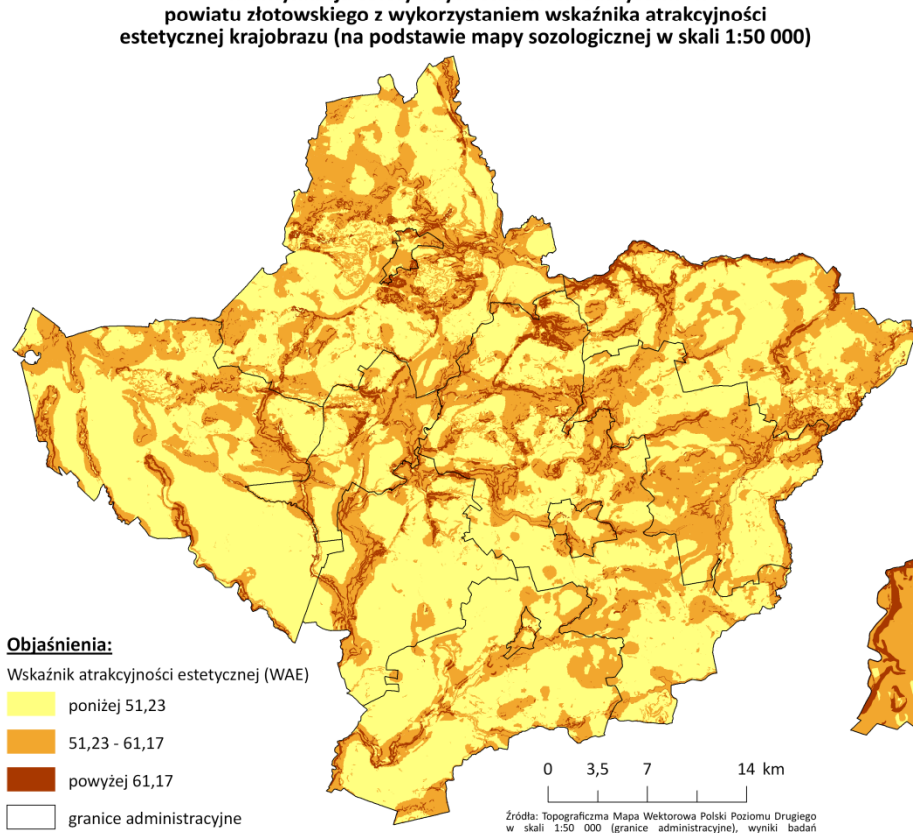 powiatu złotowskiego z wykorzystaniem wskaźnika atrakcyjności
estetycznej krajobrazu (na podstawie mapy sozologicznej w skali 1:50 000)
Objaśnienia:
Wskaźnik atrakcyjności estetycznej (WAE)
poniżej 51,23
51,23 - 61,17
powyżej 61,17
granice administracyjne
0 3,5 7 14 km
Źródła: Topograficzna Mapa Wektorowa Polski Poziomu Drugiego
w skali 1:50 000 (granice administracyjne), wyniki badań